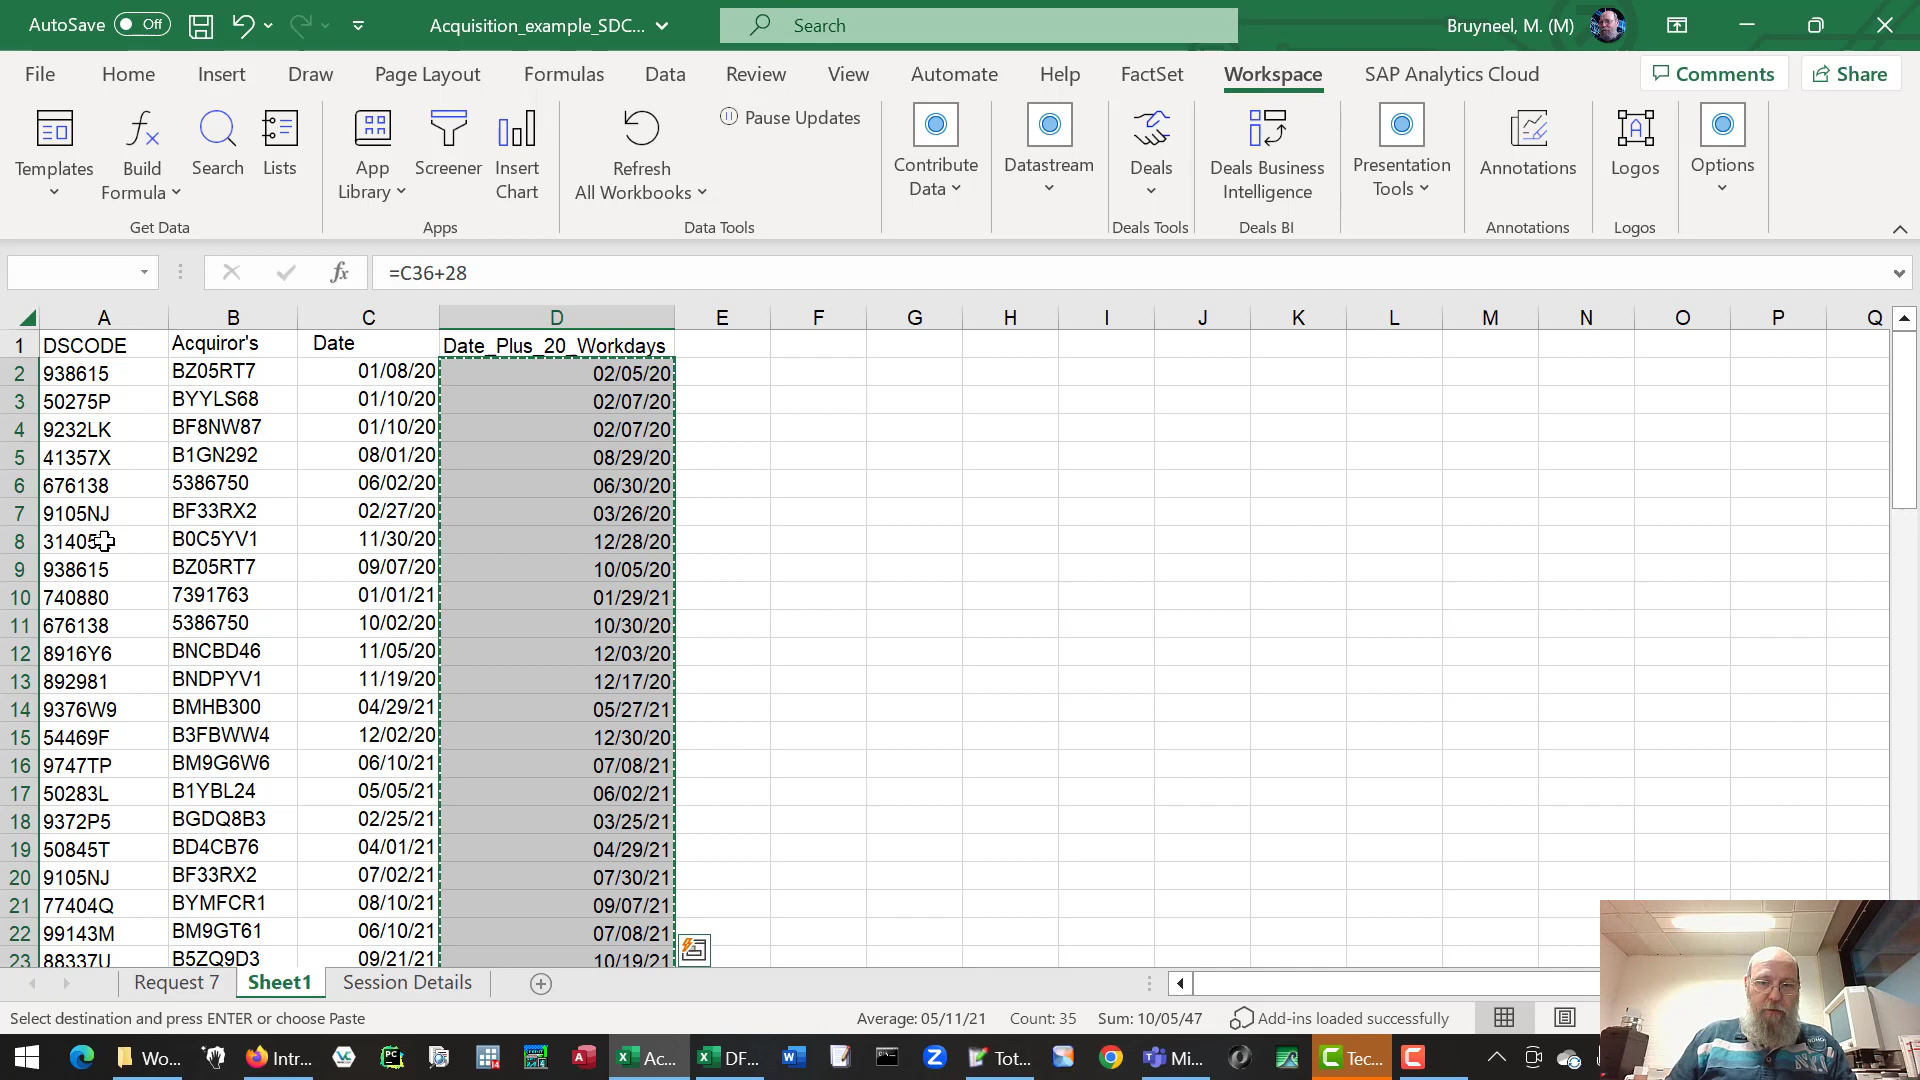 AutoSave Off
Acquisition_example_SDC...
Search
Bruyneel, M. (M)
File Home Insert Draw Page Layout Formulas Data Review View Automate Help FactSet Workspace SAP Analytics Cloud
Comments
Share
Templates
Build Formula
Search
Lists
App Library
Screener
Insert Chart
Refresh All Workbooks
Pause Updates
Contribute Data
Datastream
Deals
Deals Business Intelligence
Presentation Tools
Annotations
Logos
Options
Get Data
Apps
Data Tools
Deals Tools
Deals BI
Annotations
Logos
fx =C36+28
A B C D E F G H I J K L M N O P Q
1 DSCODE Acquiror's Date Date_Plus_20_Workdays
2 938615 BZ05RT7 01/08/20 02/05/20
3 50275P BYYLS68 01/10/20 02/07/20
4 9232LK BF8NW87 01/10/20 02/07/20
5 41357X B1GN292 08/01/20 08/29/20
6 676138 5386750 06/02/20 06/30/20
7 9105NJ BF33RX2 02/27/20 03/26/20
8 31405 B0C5YV1 11/30/20 12/28/20
9 938615 BZ05RT7 09/07/20 10/05/20
10 740880 7391763 01/01/21 01/29/21
11 676138 5386750 10/02/20 10/30/20
12 8916Y6 BNCBD46 11/05/20 12/03/20
13 892981 BNDPYV1 11/19/20 12/17/20
14 9376W9 BMHB300 04/29/21 05/27/21
15 54469F B3FBWW4 12/02/20 12/30/20
16 9747TP BM9G6W6 06/10/21 07/08/21
17 50283L B1YBL24 05/05/21 06/02/21
18 9372P5 BGDQ8B3 02/25/21 03/25/21
19 50845T BD4CB76 04/01/21 04/29/21
20 9105NJ BF33RX2 07/02/21 07/30/21
21 77404Q BYMFCR1 08/10/21 09/07/21
22 99143M BM9GT61 06/10/21 07/08/21
23 88337U B5ZQ9D3 09/21/21 10/19/21
Request 7 Sheet1 Session Details
Select destination and press ENTER or choose Paste
Average: 05/11/21 Count: 35 Sum: 10/05/47
Add-ins loaded successfully
Wo... Intr... Ac... DF... Tot... Mi... Tec...